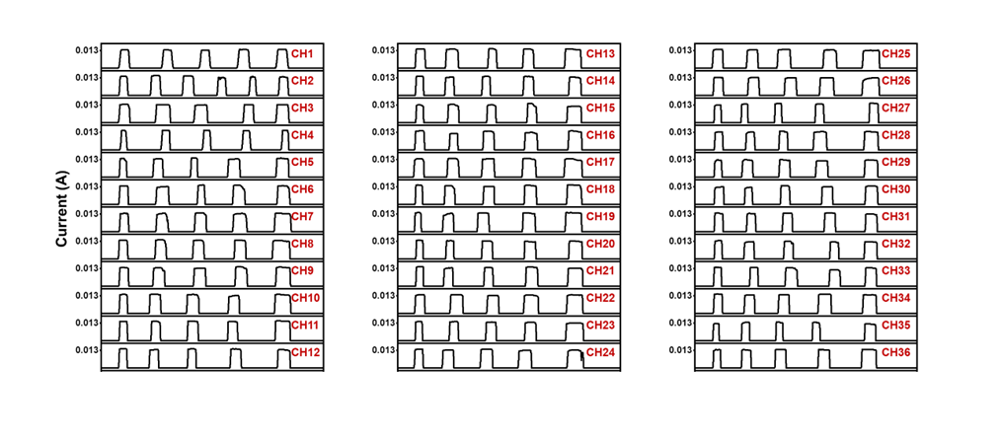 Current (A)
0.013 CH1
0.013 CH2
0.013 CH3
0.013 CH4
0.013 CH5
0.013 CH6
0.013 CH7
0.013 CH8
0.013 CH9
0.013 CH10
0.013 CH11
0.013 CH12
0.013 CH13
0.013 CH14
0.013 CH15
0.013 CH16
0.013 CH17
0.013 CH18
0.013 CH19
0.013 CH20
0.013 CH21
0.013 CH22
0.013 CH23
0.013 CH24
0.013 CH25
0.013 CH26
0.013 CH27
0.013 CH28
0.013 CH29
0.013 CH30
0.013 CH31
0.013 CH32
0.013 CH33
0.013 CH34
0.013 CH35
0.013 CH36